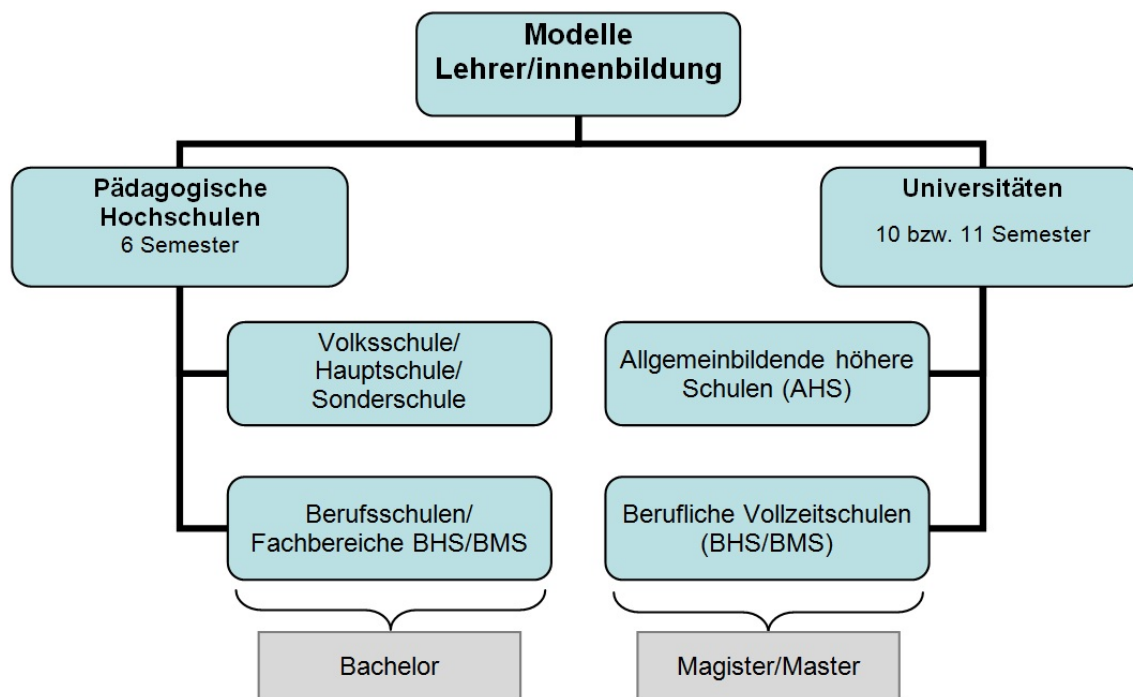 Modelle
Lehrer/innenbildung
Pädagogische
Hochschulen
6 Semester
Universitäten
10 bzw. 11 Semester
Volksschule/
Hauptschule/
Sonderschule
Allgemeinbildende höhere
Schulen (AHS)
Berufsschulen/
Fachbereiche BHS/BMS
Berufliche Vollzeitschulen
(BHS/BMS)
Bachelor
Magister/Master